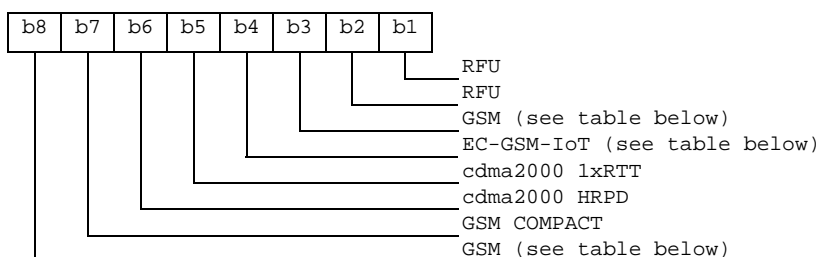 b8 b7 b6 b5 b4 b3 b2 b1
RFU
RFU
GSM (see table below)
EC-GSM-IoT (see table below)
cdma2000 1xRTT
cdma2000 HRPD
GSM COMPACT
GSM (see table below)